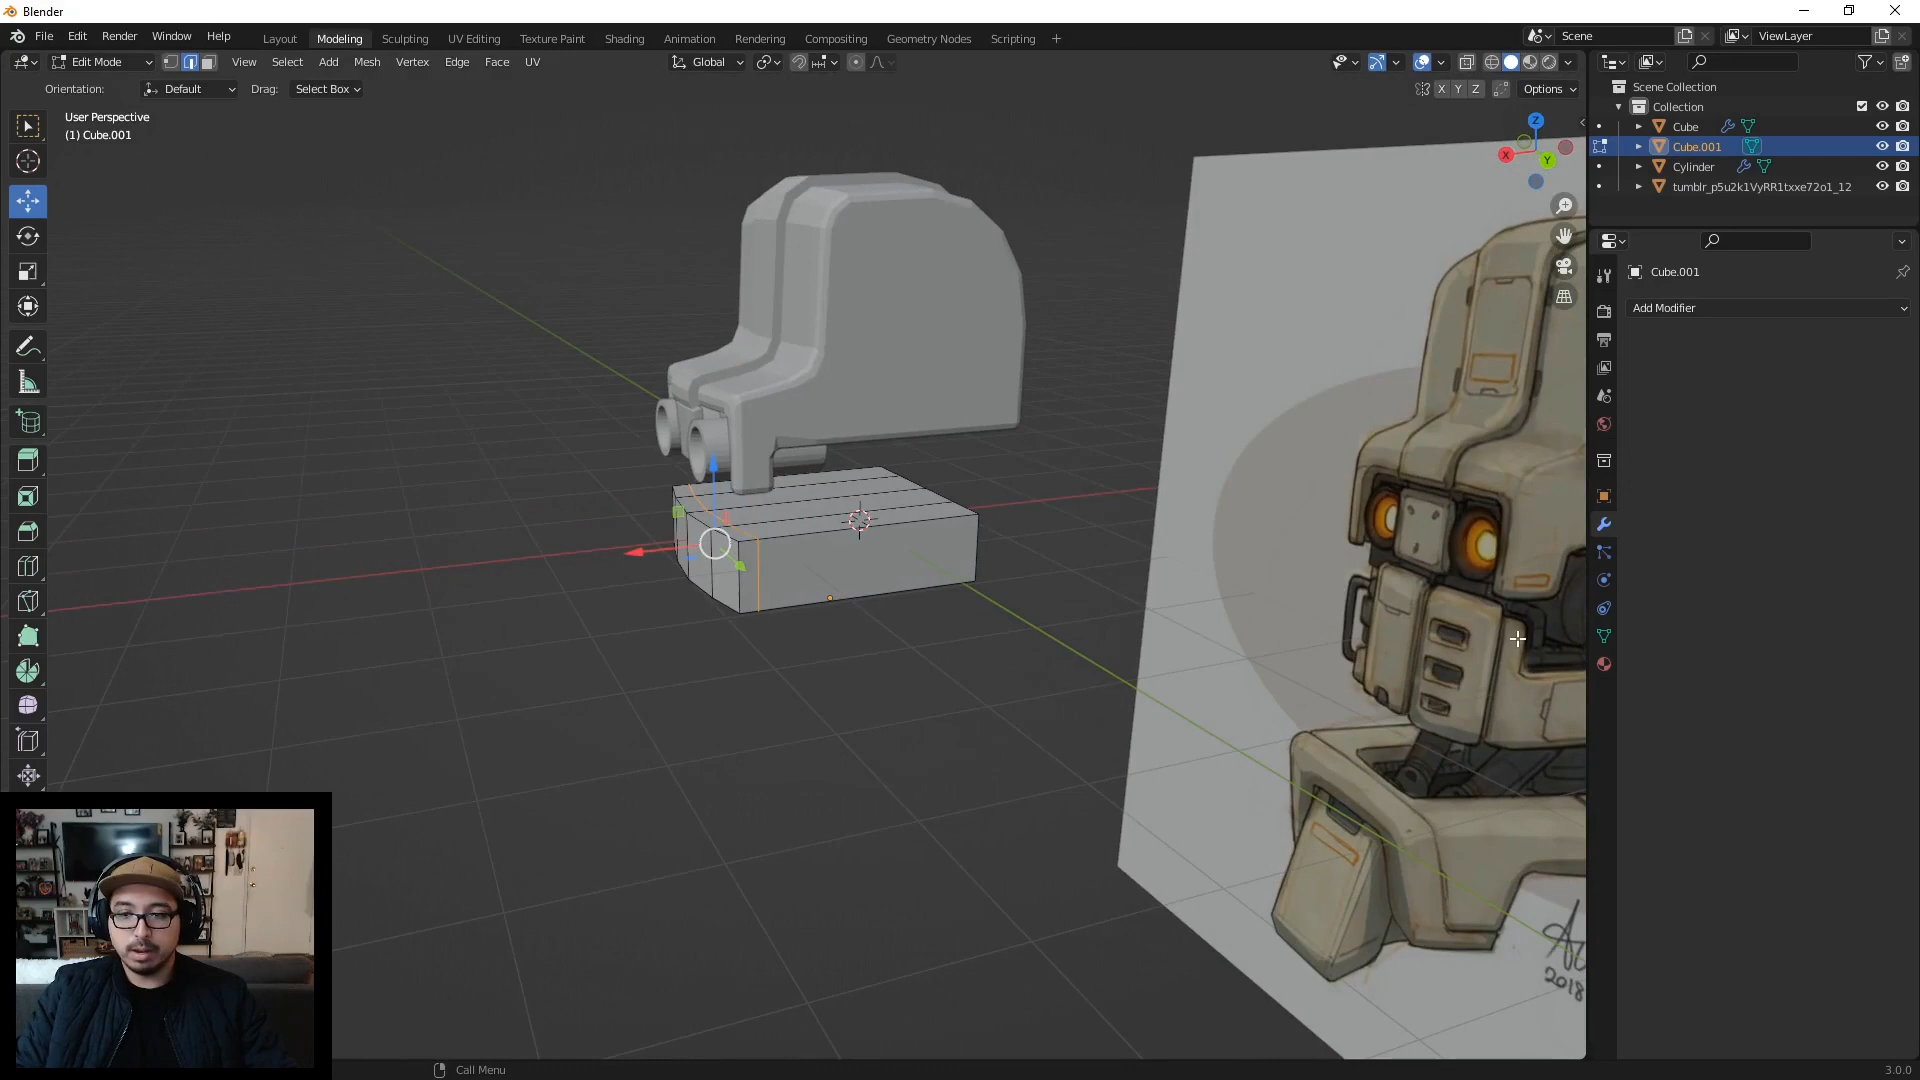 Blender
File Edit Render Window Help
Layout Modeling Sculpting UV Editing Texture Paint Shading Animation Rendering Compositing Geometry Nodes Scripting +
Scene
ViewLayer
Edit Mode
View Select Add Mesh Vertex Edge Face UV
Global
Orientation: Default Drag: Select Box
X Y Z Options
User Perspective
(1) Cube.001
Z
X
Y
Scene Collection
Collection
Cube
Cube.001
Cylinder
tumblr_p5u2k1VyRR1txxe72o1_12
Cube.001
Add Modifier
2018
Call Menu
3.0.0